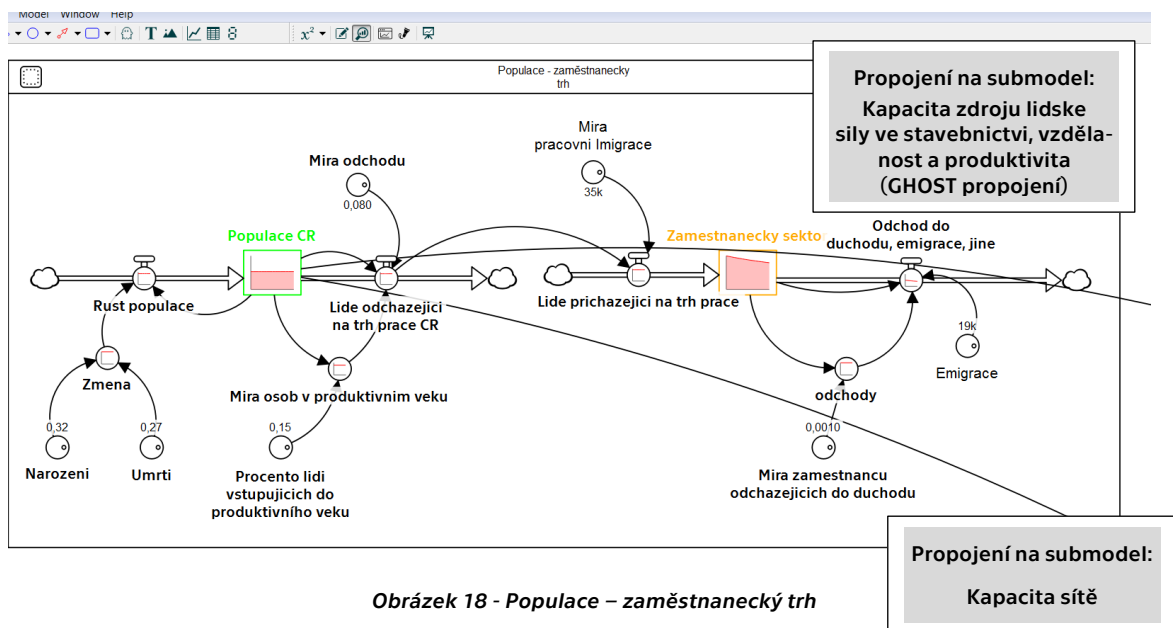 Model Window Help
T
x²
Populace - zaměstnanecky
trh
Propojení na submodel:
Kapacita zdroju lidske
sily ve stavebnictvi, vzděla-
nost a produktivita
(GHOST propojení)
Mira
pracovni Imigrace
35k
Mira odchodu
0,080
Populace CR
Zamestnanecky sekto
Odchod do
duchodu, emigrace, jine
Rust populace
Lide odchazejici
na trh prace CR
Lide prichazejici na trh prace
19k
Emigrace
Zmena
Mira osob v produktivnim veku
odchody
0,32
Narozeni
0,27
Umrti
0,15
Procento lidi
vstupujicich do
produktivního veku
0,0010
Mira zamestnancu
odchazejicich do duchodu
Propojení na submodel:
Kapacita sítě
Obrázek 18 - Populace – zaměstnanecký trh